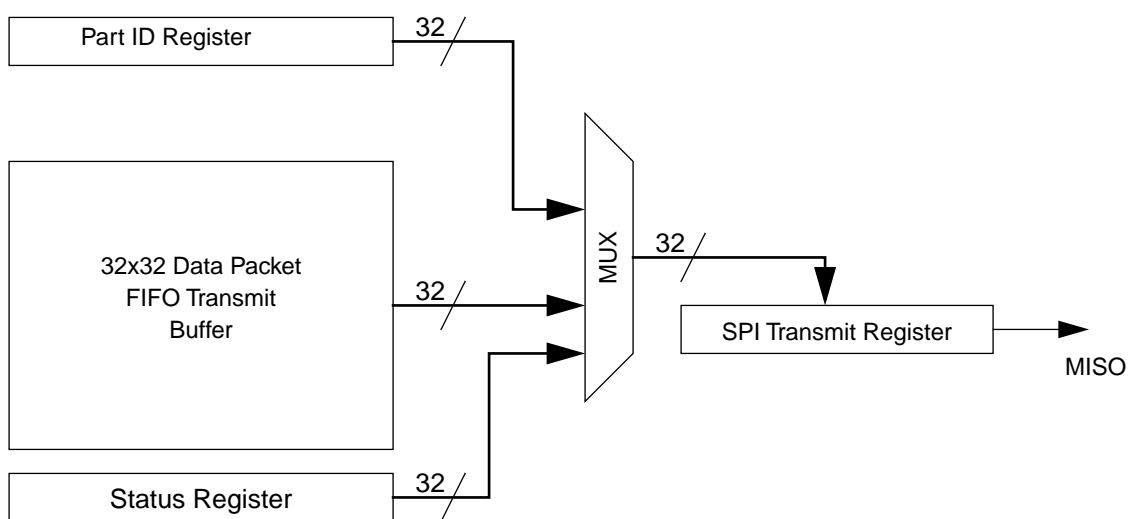 Part ID Register
32
32x32 Data Packet
FIFO Transmit
Buffer
32
Status Register
32
MUX
32
SPI Transmit Register
MISO